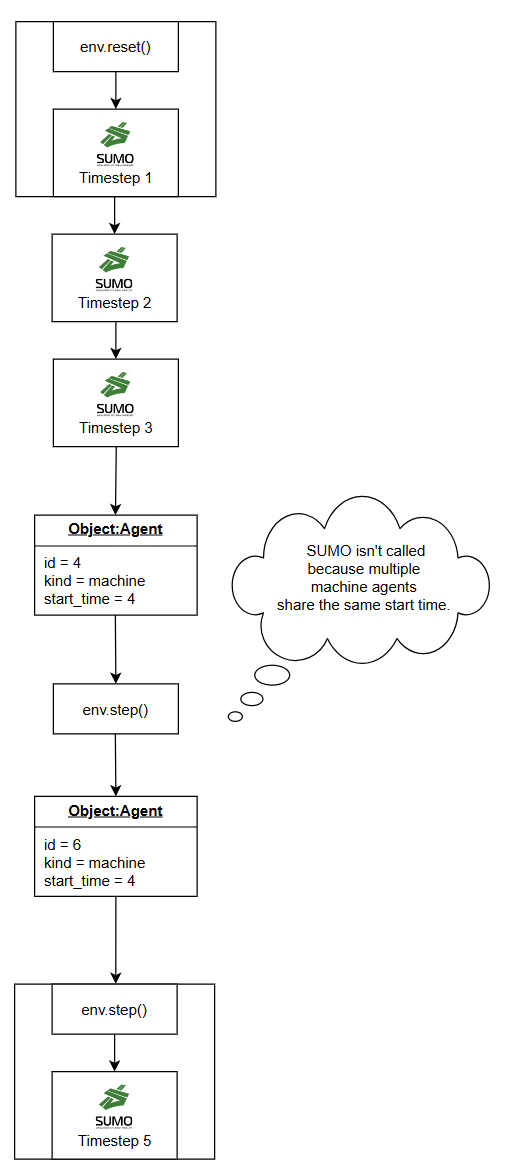 env.reset()
SUMO
Timestep 1
SUMO
Timestep 2
SUMO
Timestep 3
Object:Agent
id = 4
kind = machine
start_time = 4
SUMO isn't called
because multiple
machine agents
share the same start time.
env.step()
Object:Agent
id = 6
kind = machine
start_time = 4
env.step()
SUMO
Timestep 5